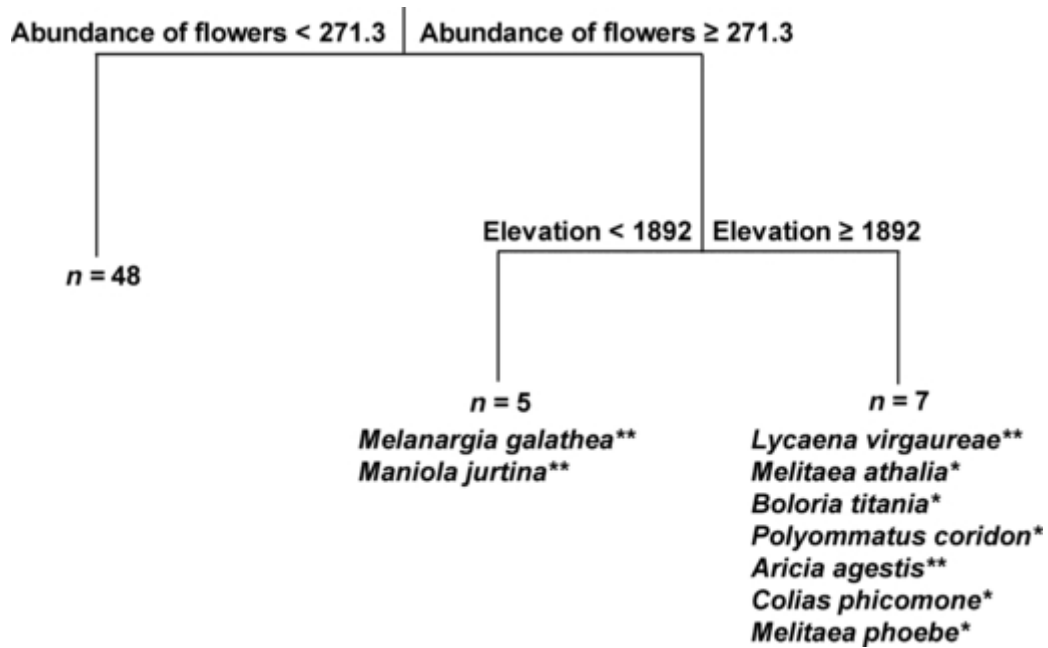 Abundance of flowers < 271.3
Abundance of flowers ≥ 271.3
Elevation < 1892
Elevation ≥ 1892
n = 48
n = 5
Melanargia galathea**
Maniola jurtina**
n = 7
Lycaena virgaureae**
Melitaea athalia*
Boloria titania*
Polyommatus coridon*
Aricia agestis**
Colias phicomone*
Melitaea phoebe*